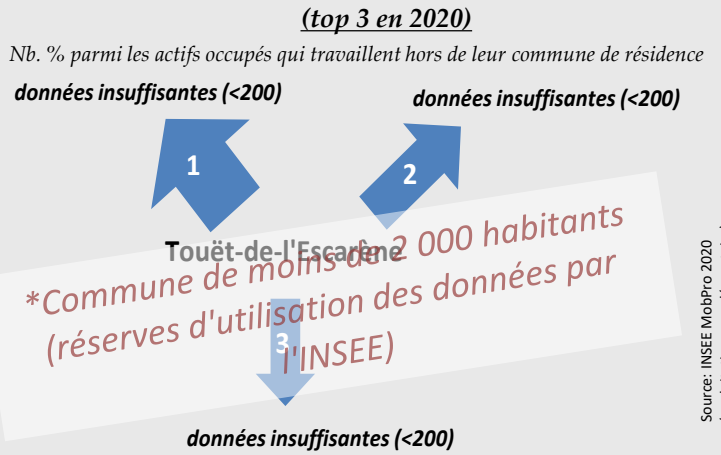 (top 3 en 2020)
Nb. % parmi les actifs occupés qui travaillent hors de leur commune de résidence
données insuffisantes (<200)
données insuffisantes (<200)
1
2
Touët-de-l'Escarène
*Commune de moins de 2 000 habitants
(réserves d'utilisation des données par
l'INSEE)
3
données insuffisantes (<200)
Source: INSEE MobPro 2020